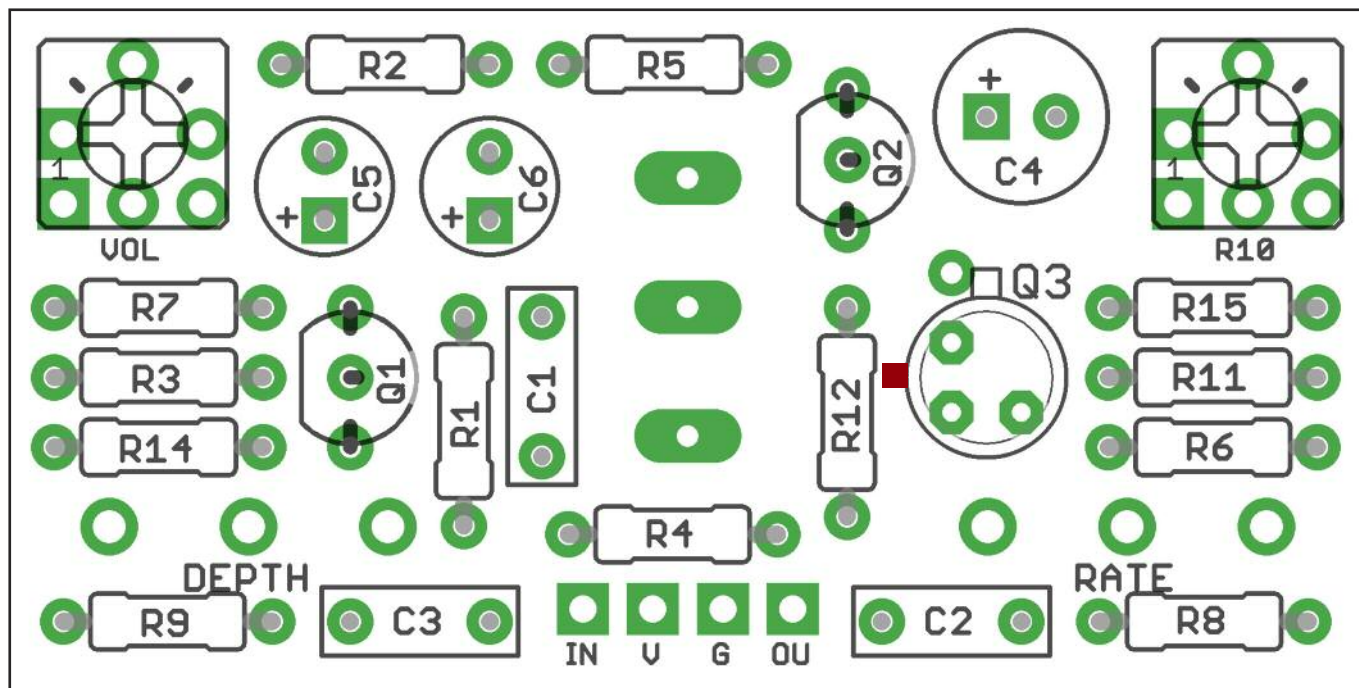 R2
R5
+
C4
Q2
1
VOL
+
C5
+
C6
1
R10
R7
R3
R14
Q1
R1
C1
R12
Q3
R15
R11
R6
R4
DEPTH
RATE
R9
C3
IN V G OU
C2
R8